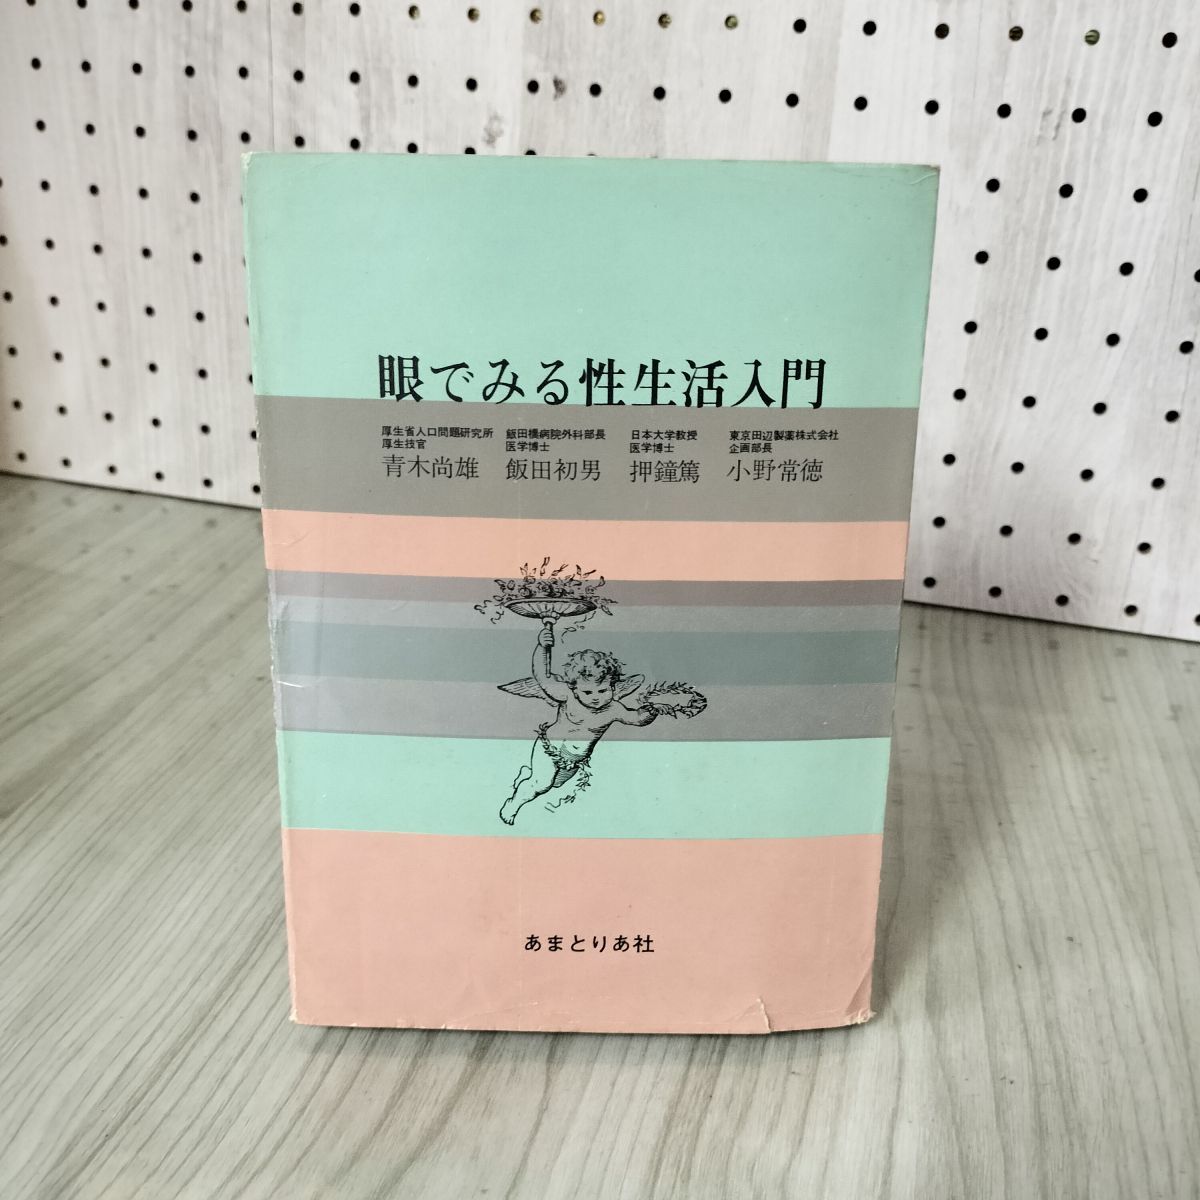 眼でみる性生活入門
厚生省人口問題研究所
厚生技官
青木尚雄
飯田橋病院外科部長
医学博士
飯田初男
日本大学教授
医学博士
押鐘篤
東京田辺製薬株式会社
企画部長
小野常徳
あまとりあ社